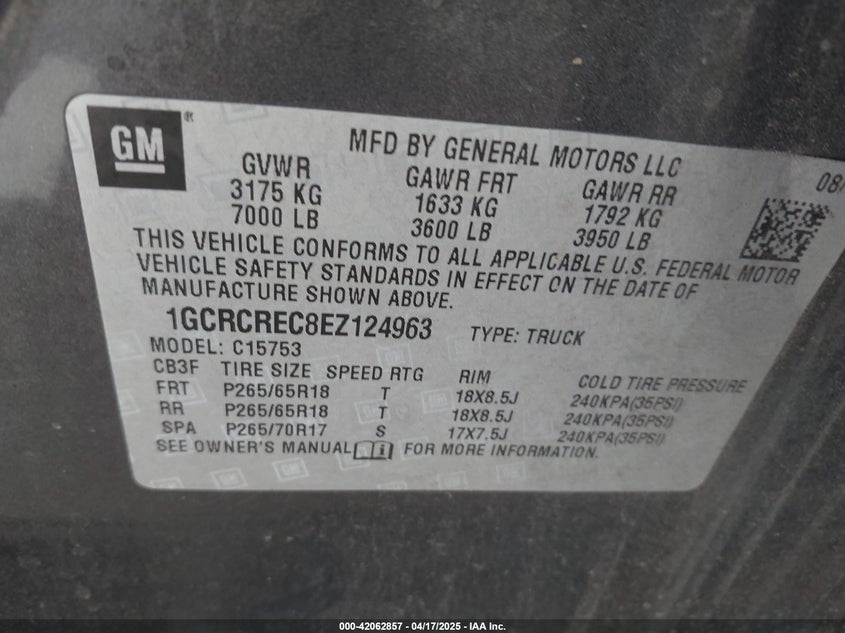 GM®
MFD BY GENERAL MOTORS LLC
08/
GVWR GAWR FRT GAWR RR
3175 KG 1633 KG 1792 KG
7000 LB 3600 LB 3950 LB
THIS VEHICLE CONFORMS TO ALL APPLICABLE U.S. FEDERAL MOTOR
VEHICLE SAFETY STANDARDS IN EFFECT ON THE DATE OF
MANUFACTURE SHOWN ABOVE.
1GCRCREC8EZ124963 TYPE: TRUCK
MODEL: C15753
CB3F TIRE SIZE SPEED RTG RIM COLD TIRE PRESSURE
FRT P265/65R18 T 18X8.5J 240KPA(35PSI)
RR P265/65R18 T 18X8.5J 240KPA(35PSI)
SPA P265/70R17 S 17X7.5J 240KPA(35PSI)
SEE OWNER'S MANUAL FOR MORE INFORMATION.
000-42062857 - 04/17/2025 - IAA Inc.